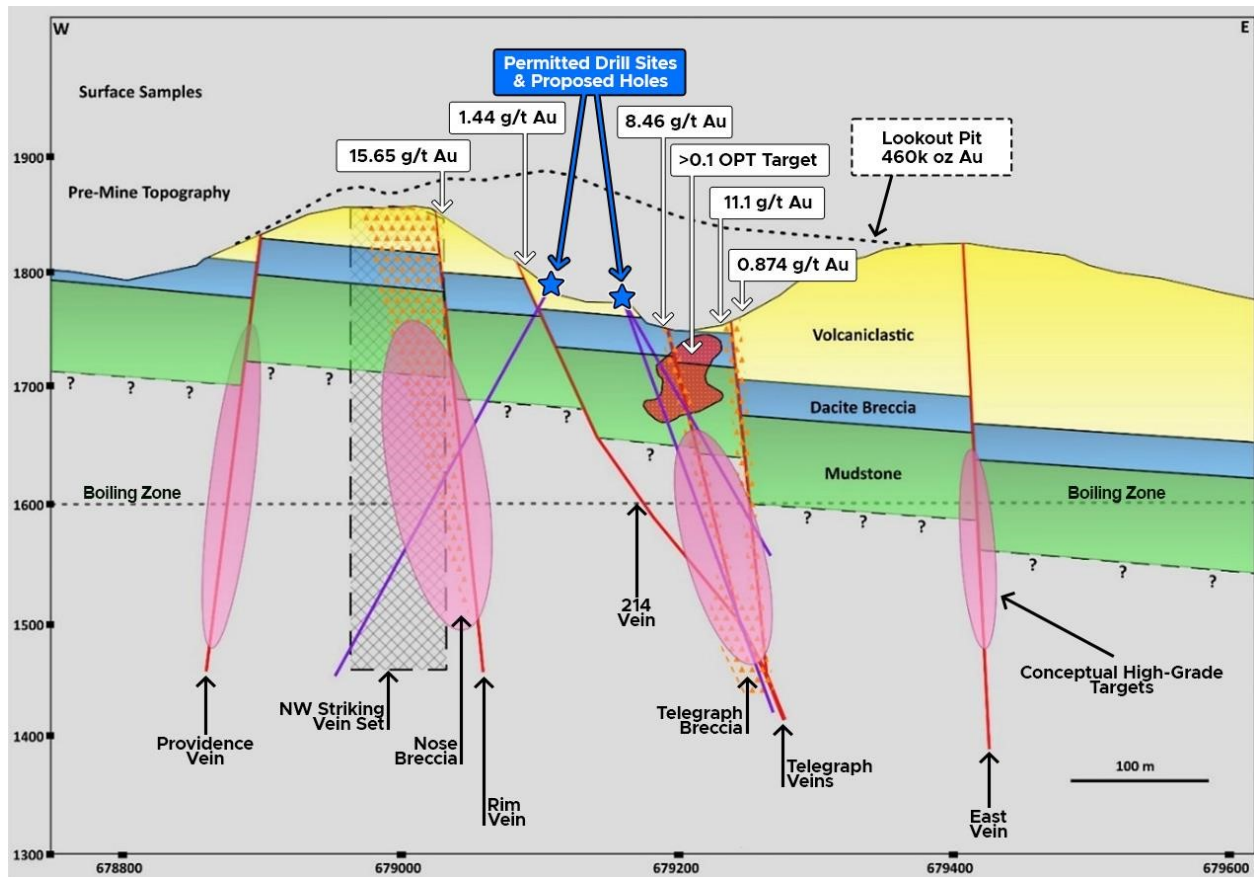 W
E
Permitted Drill Sites
& Proposed Holes
Surface Samples
1.44 g/t Au
8.46 g/t Au
Lookout Pit
460k oz Au
15.65 g/t Au
>0.1 OPT Target
1900
Pre-Mine Topography
11.1 g/t Au
0.874 g/t Au
1800
Volcaniclastic
1700
Dacite Breccia
? ? ? ? ?
Mudstone
?
Boiling Zone
Boiling Zone
1600
? ? ?
? ? ?
214
Vein
1500
Conceptual High-Grade
Targets
NW Striking
Vein Set
Telegraph
Breccia
1400
Providence
Vein
Nose
Breccia
Telegraph
Veins
100 m
Rim
Vein
East
Vein
1300
678800
679000
679200
679400
679600